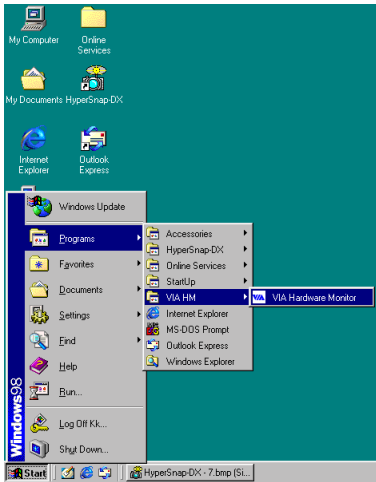 My Computer
Online Services
My Documents
HyperSnap-DX
Internet Explorer
Outlook Express
Windows98
Windows Update
Programs
Favorites
Documents
Settings
Find
Help
Run...
Log Off Kk...
Shut Down...
Accessories
HyperSnap-DX
Online Services
StartUp
VIA HM
Internet Explorer
MS-DOS Prompt
Outlook Express
Windows Explorer
VIA
VIA Hardware Monitor
Start
HyperSnap-DX - 7.bmp (Si...